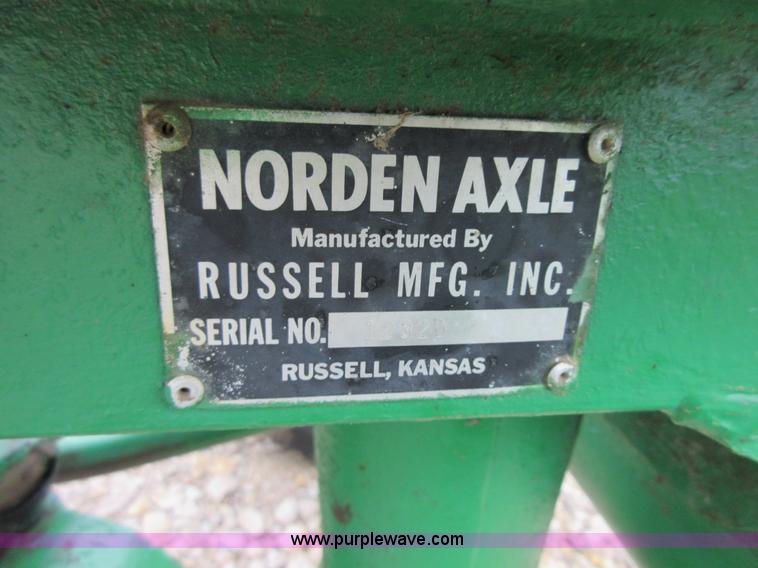 NORDEN AXLE
Manufactured By
RUSSELL MFG. INC.
SERIAL NO.
RUSSELL, KANSAS
www.purplewave.com